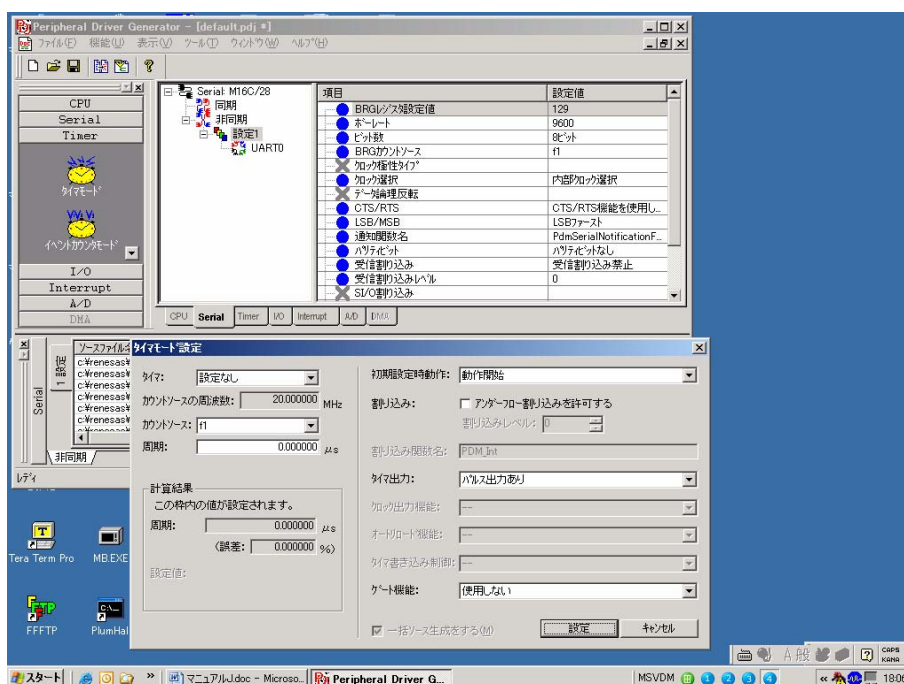 Peripheral Driver Generator - [default.pdj *]
ファイル(F) 機能(U) 表示(V) ツール(T) ウィンドウ(W) ヘルプ(H)
CPU
Serial
Timer
タイマモード
イベントカウンタモード
I/O
Interrupt
A/D
DMA
Serial: M16C/28
同期
非同期
設定1
UART0
項目 設定値
BRGレジスタ設定値 129
ボーレート 9600
ビット数 8ビット
BRGカウントソース f1
クロック極性タイプ
クロック選択 内部クロック選択
データ論理反転
CTS/RTS CTS/RTS機能を使用し...
LSB/MSB LSBファースト
通知関数名 PdmSerialNotificationF...
パリティビット パリティビットなし
受信割り込み 受信割り込み禁止
受信割り込みレベル 0
SI/O割り込み
CPU Serial Timer I/O Interrupt A/D DMA
Serial
設定 1
ソースファイル名
c:¥renesas¥
c:¥renesas¥
c:¥renesas¥
c:¥renesas¥
c:¥renesas¥
非同期
レディ
タイマモード設定
タイマ: 設定なし
カウントソースの周波数: 20.000000 MHz
カウントソース: f1
周期: 0.000000 μs
計算結果
この枠内の値が設定されます。
周期: 0.000000 μs
(誤差: 0.000000 %)
設定値:
初期設定時動作: 動作開始
割り込み: アンダーフロー割り込みを許可する
割り込みレベル: 0
割り込み関数名: PDM_Int
タイマ出力: パルス出力あり
クロック出力機能: --
オートリロード機能: --
タイマ書き込み制御: --
ゲート機能: 使用しない
一括ソース生成をする(M)
設定 キャンセル
Tera Term Pro
MB.EXE
FFFTP
PlumHal
A 般
CAPS
KANA
スタート
マニュアルJ.doc - Microso...
Peripheral Driver G...
MSVDM 1 2 3 4
18:06